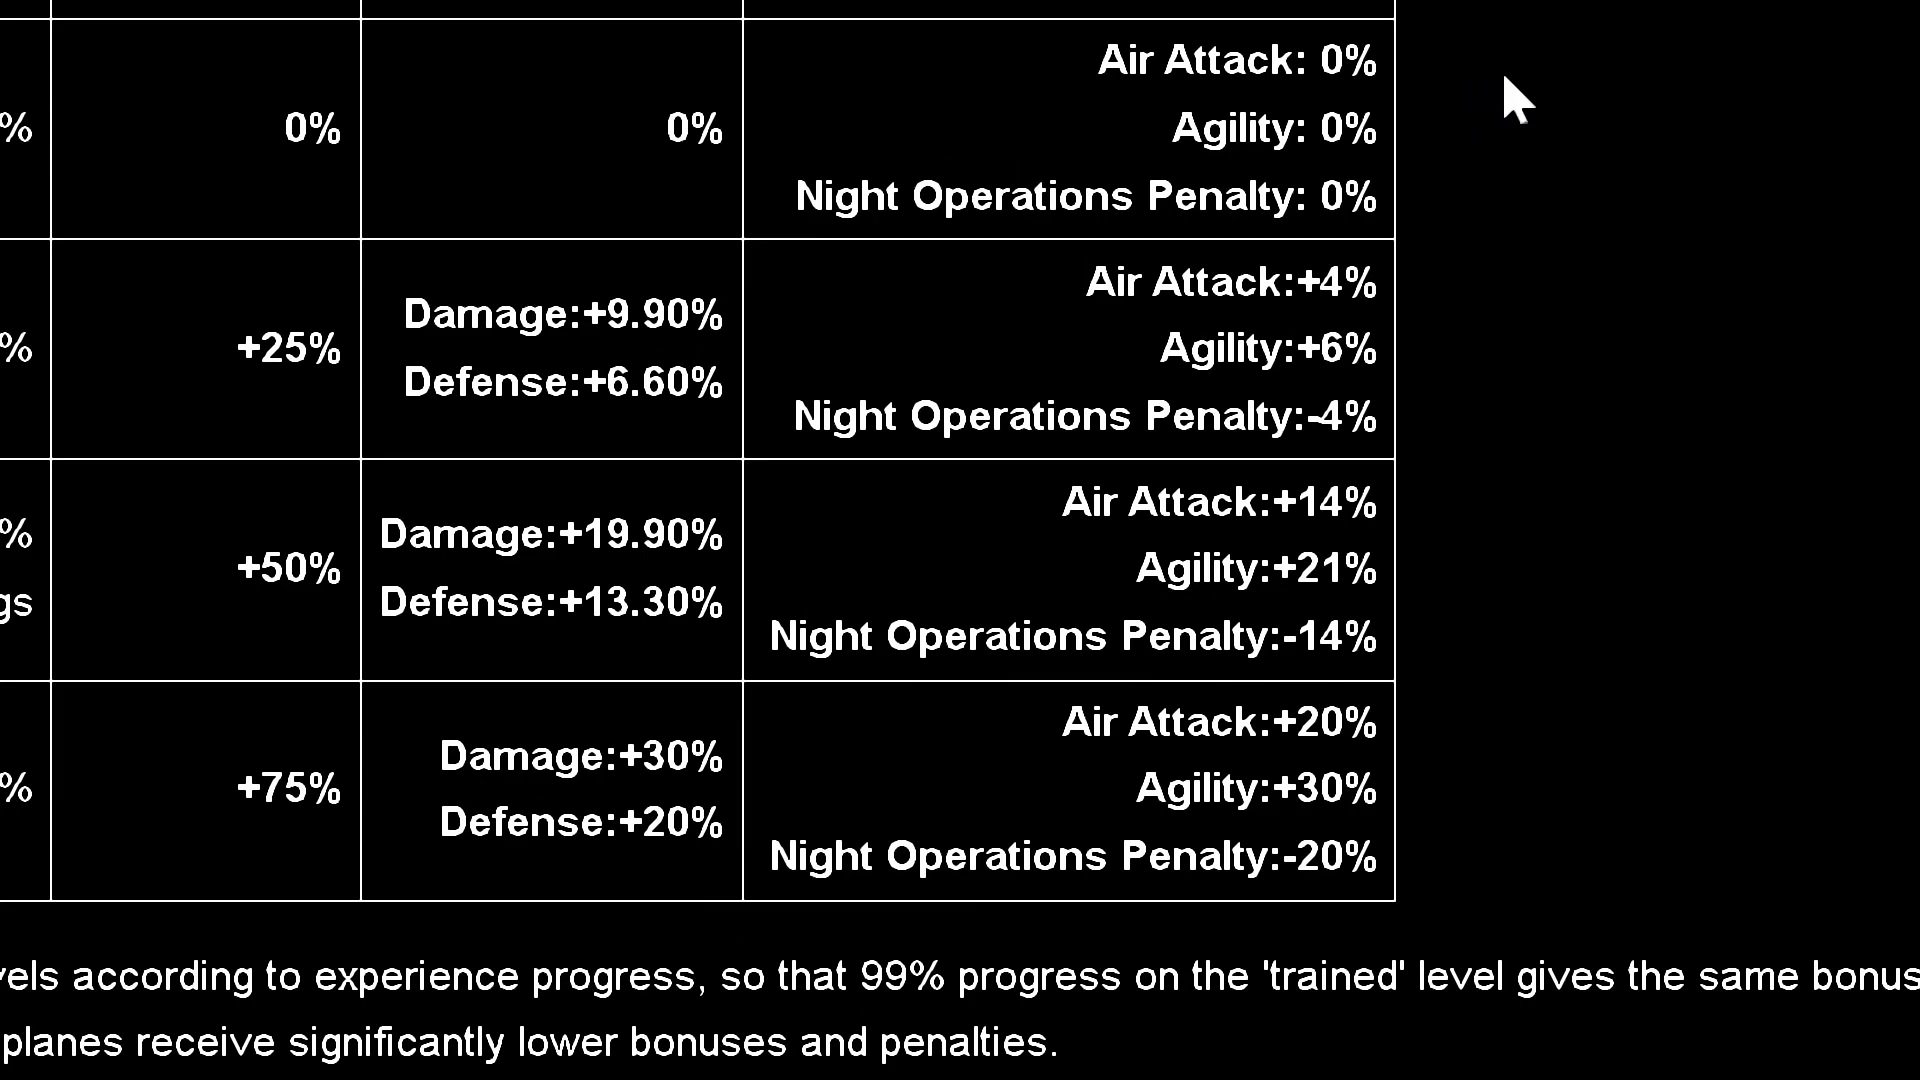 Air Attack: 0%
% 0% 0% Agility: 0%
Night Operations Penalty: 0%
Air Attack:+4%
Damage:+9.90%
% +25% Agility:+6%
Defense:+6.60%
Night Operations Penalty:-4%
Air Attack:+14%
% Damage:+19.90%
+50% Agility:+21%
gs Defense:+13.30%
Night Operations Penalty:-14%
Air Attack:+20%
Damage:+30%
% +75% Agility:+30%
Defense:+20%
Night Operations Penalty:-20%
vels according to experience progress, so that 99% progress on the 'trained' level gives the same bonus
planes receive significantly lower bonuses and penalties.